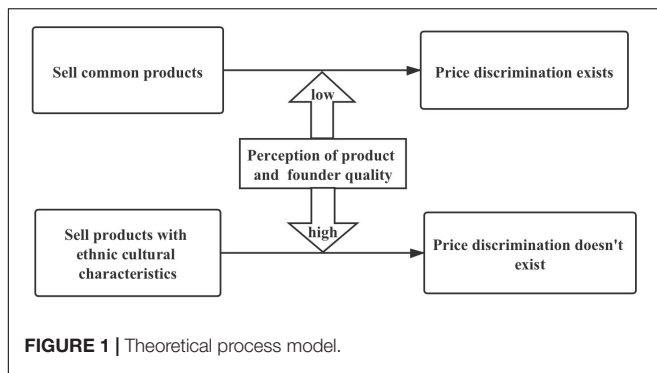 Sell common products
Price discrimination exists
low
Perception of product
and founder quality
high
Sell products with
ethnic cultural
characteristics
Price discrimination doesn't
exist
FIGURE 1 | Theoretical process model.